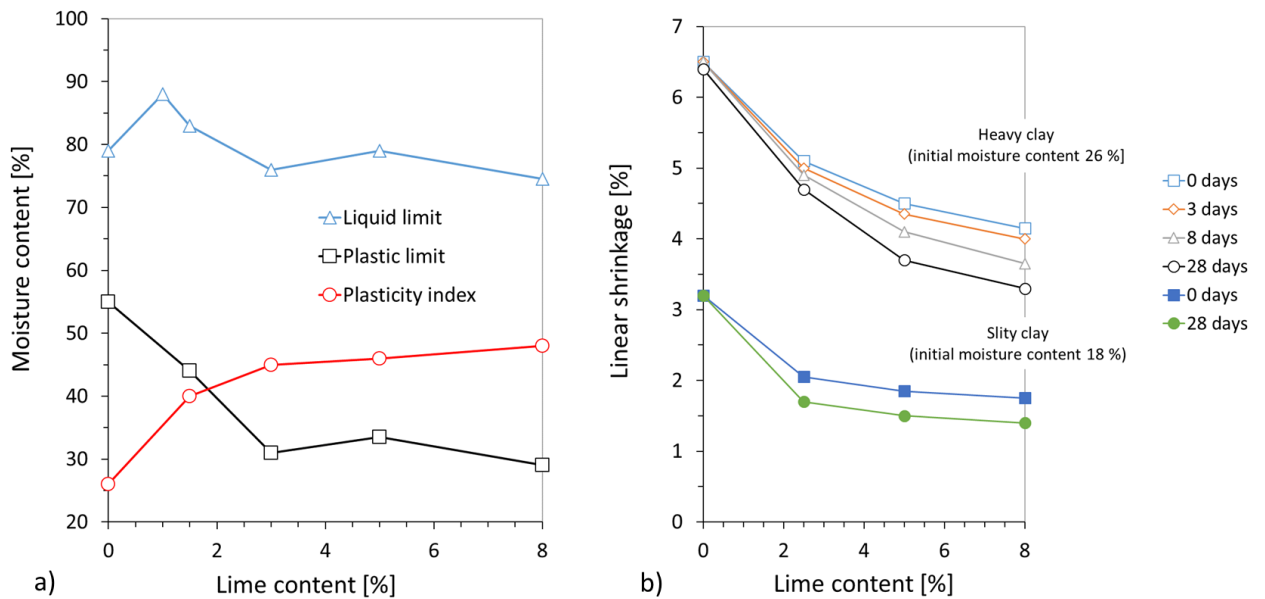 100
90
80
70
60
50
40
30
20
0
2
4
6
8
Moisture content [%]
Lime content [%]
Liquid limit
Plastic limit
Plasticity index
a)
7
6
5
4
3
2
1
0
0
2
4
6
8
Linear shrinkage [%]
Lime content [%]
Heavy clay
(initial moisture content 26 %]
Slity clay
(initial moisture content 18 %)
0 days
3 days
8 days
28 days
0 days
28 days
b)